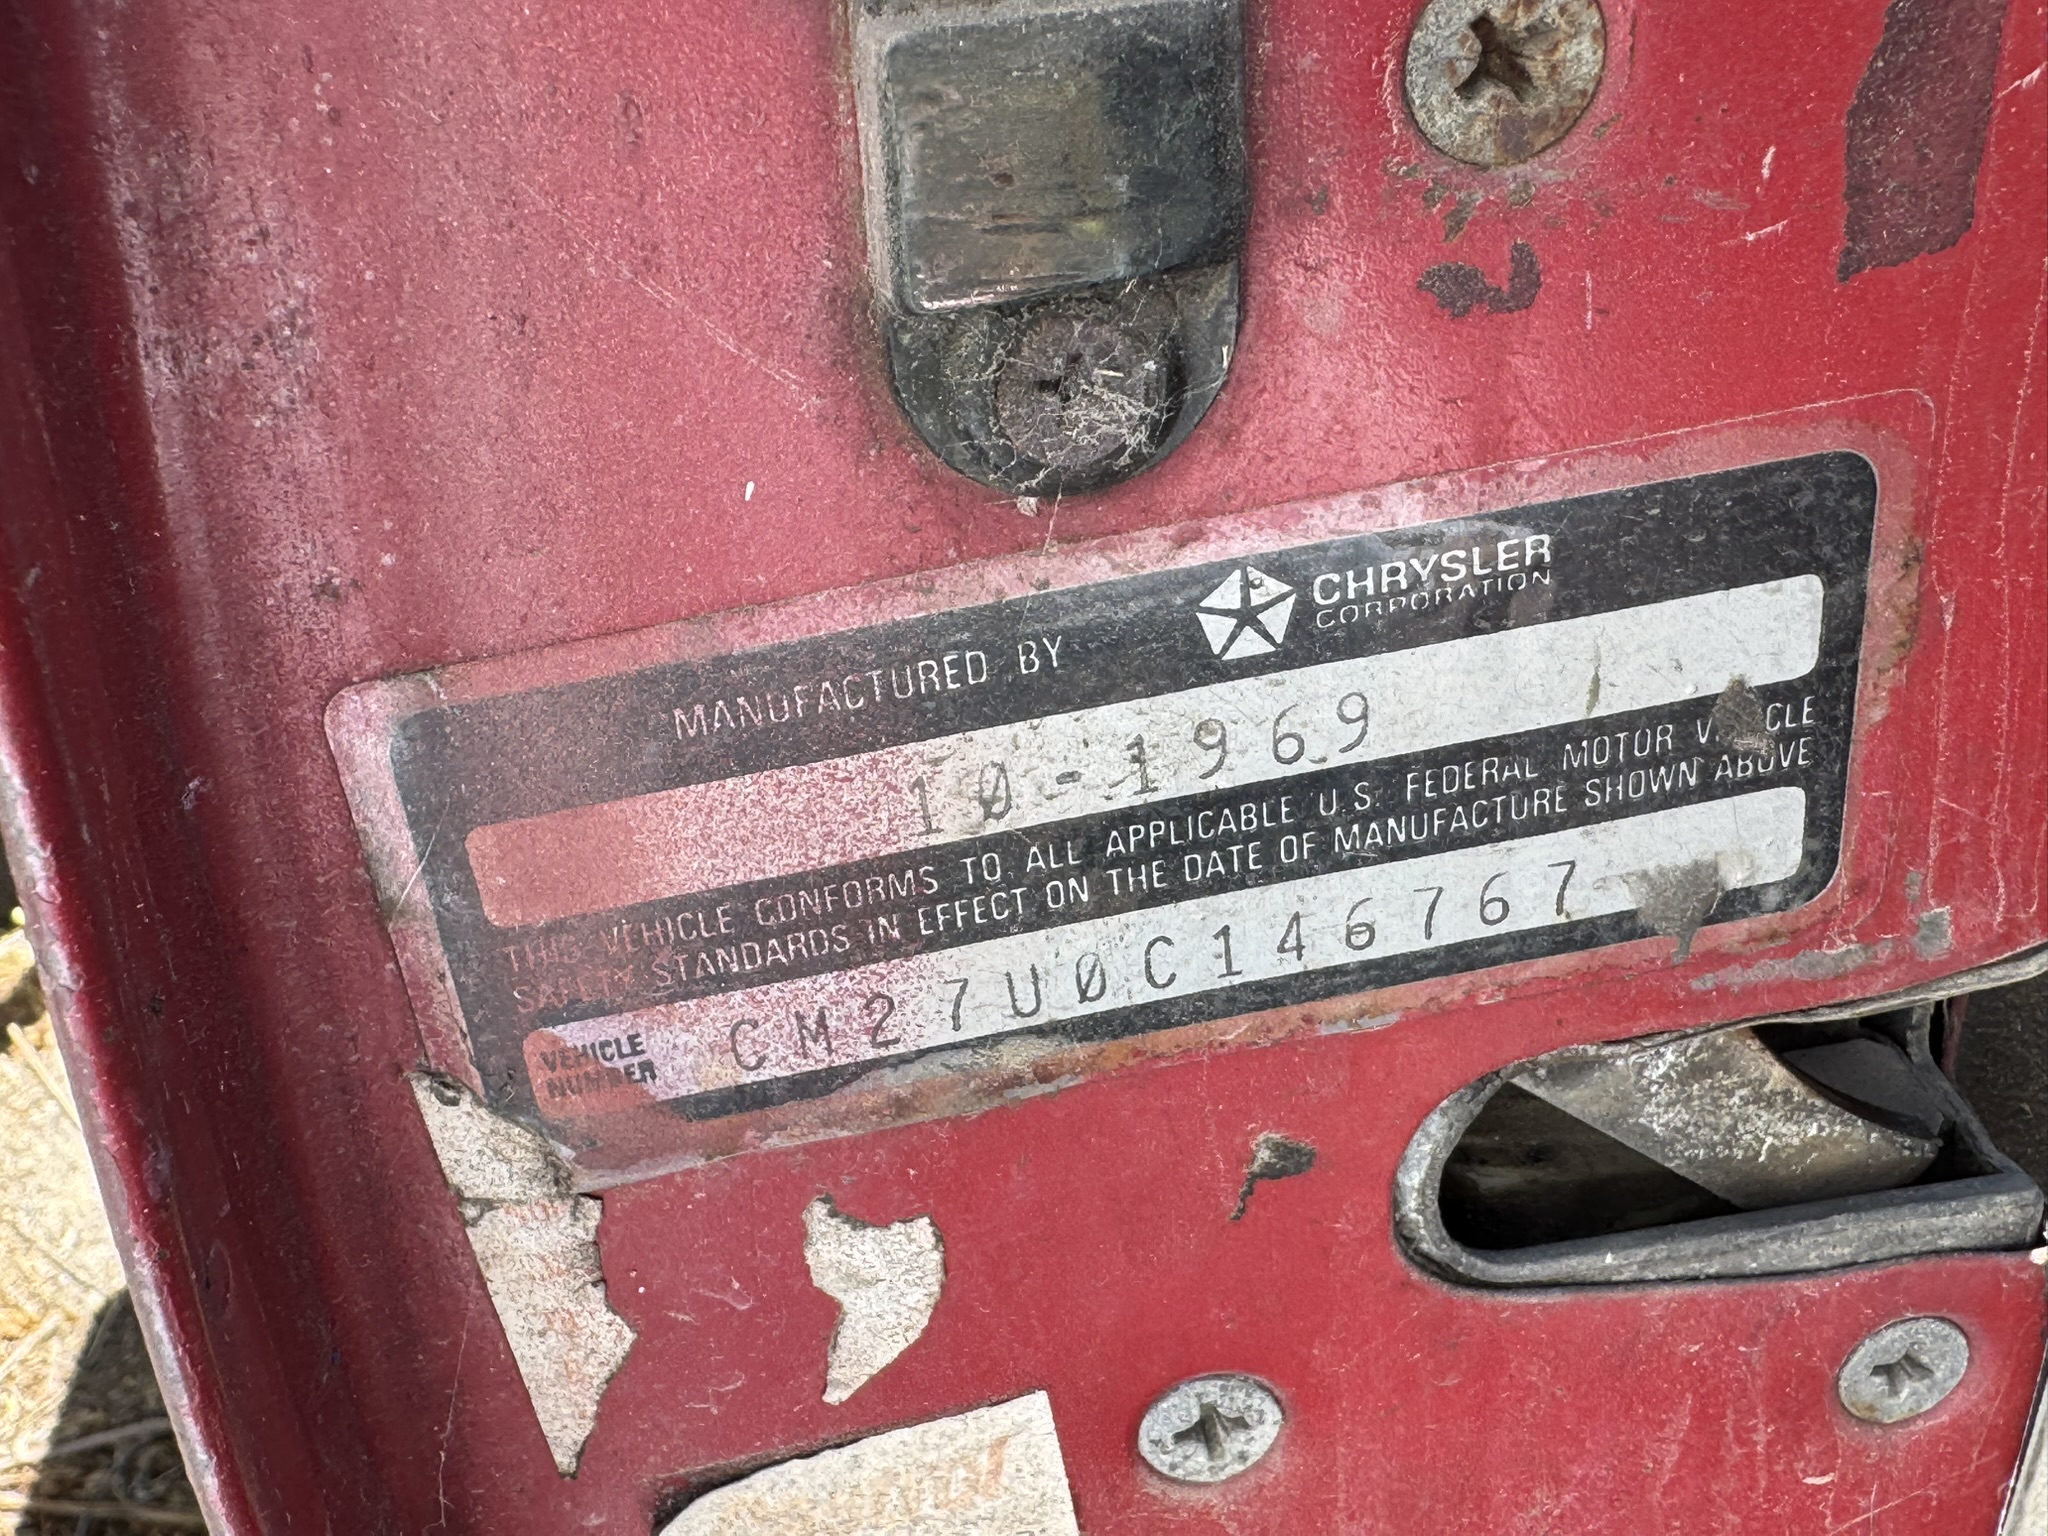 MANUFACTURED BY CHRYSLER
CORPORATION
10-1969
THIS VEHICLE CONFORMS TO ALL APPLICABLE U.S. FEDERAL MOTOR VEHICLE
SAFETY STANDARDS IN EFFECT ON THE DATE OF MANUFACTURE SHOWN ABOVE
VEHICLE
NUMBER CM27U0C146767